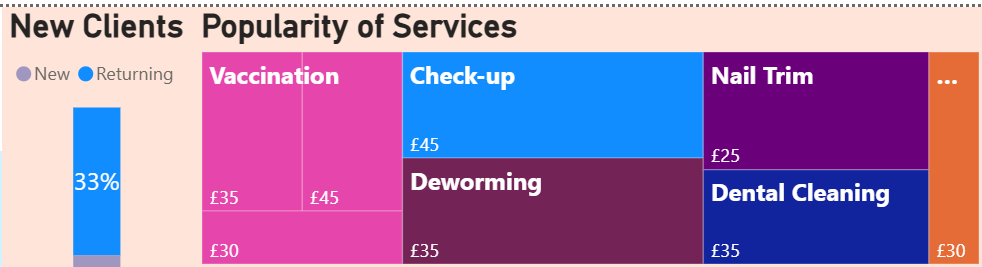 New Clients
New
Returning
33%
Popularity of Services
Vaccination
£35
£45
£30
Check-up
£45
Deworming
£35
Nail Trim
£25
Dental Cleaning
£35
...
£30